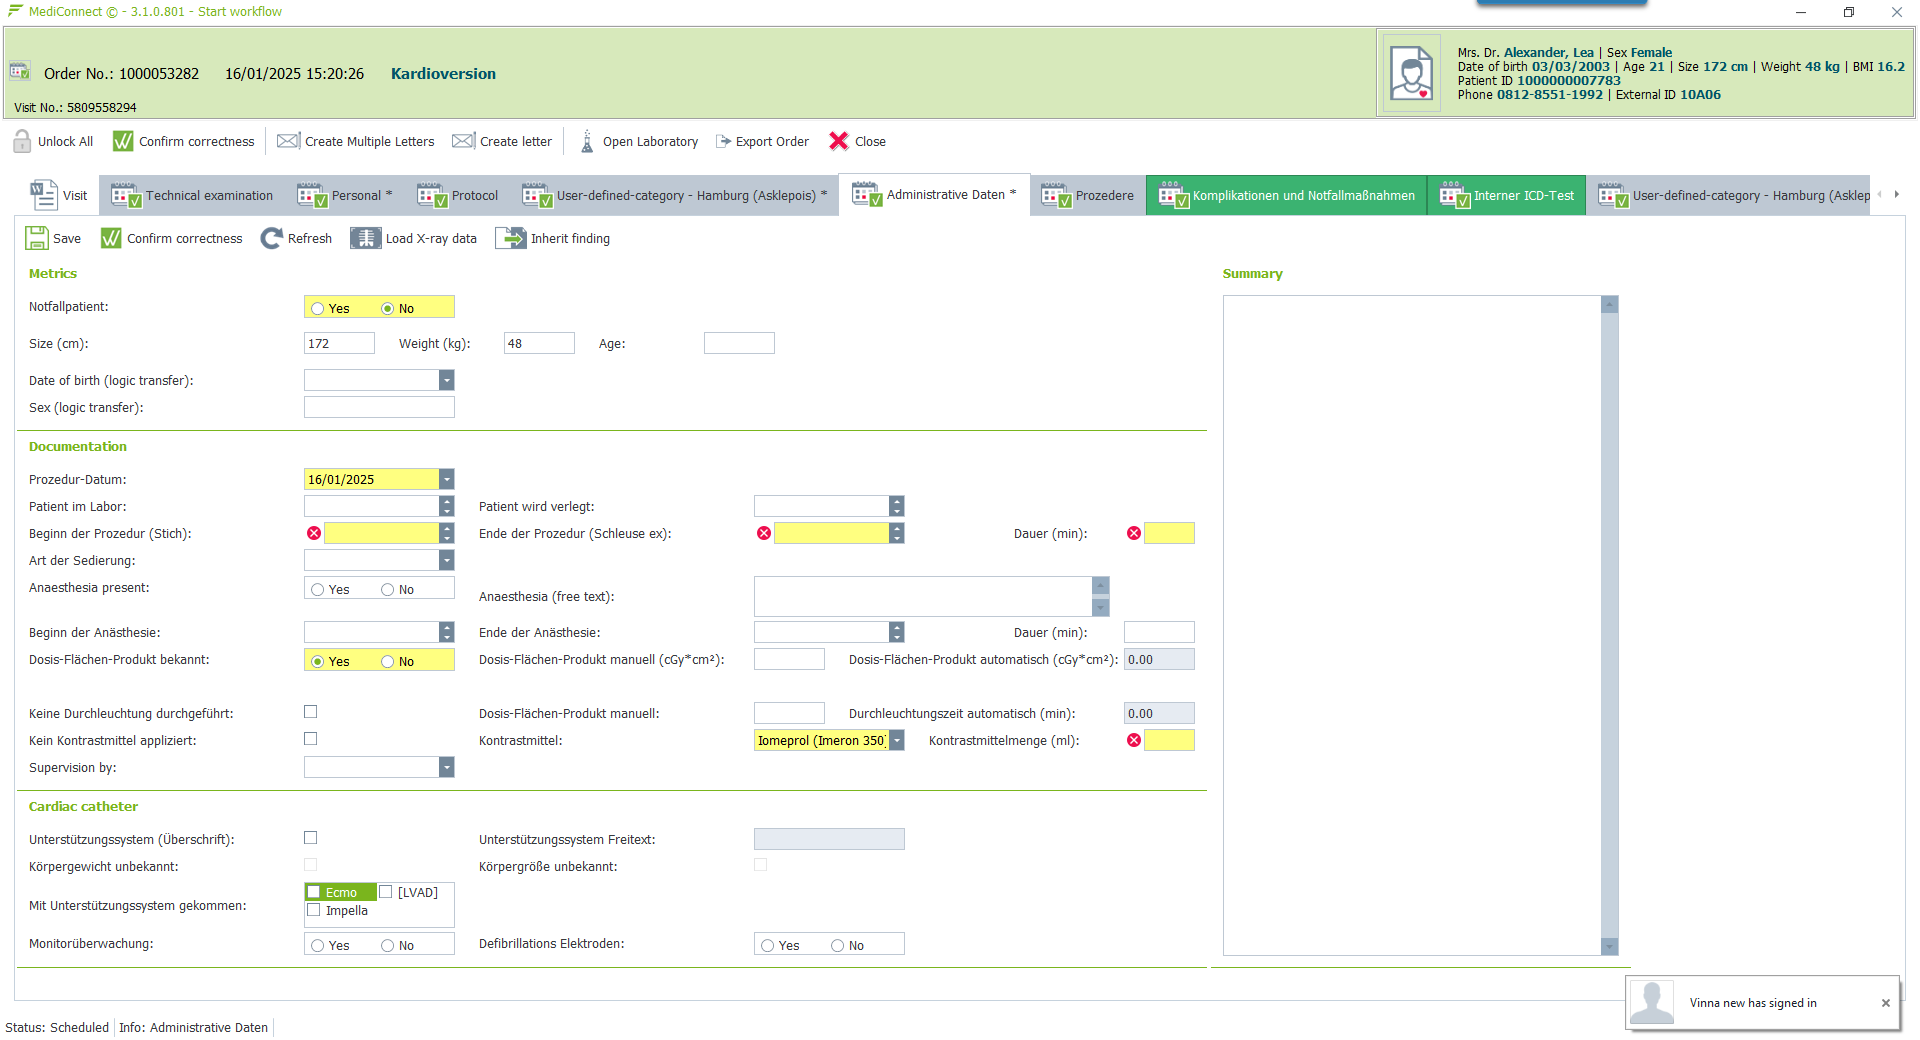 MediConnect © - 3.1.0.801 - Start workflow
Order No.: 1000053282 16/01/2025 15:20:26 Kardioversion
Visit No.: 5809558294
Mrs. Dr. Alexander, Lea | Sex Female
Date of birth 03/03/2003 | Age 21 | Size 172 cm | Weight 48 kg | BMI 16.2
Patient ID 1000000007783
Phone 0812-8551-1992 | External ID 10A06
Unlock All Confirm correctness Create Multiple Letters Create letter Open Laboratory Export Order Close
Visit Technical examination Personal * Protocol User-defined-category - Hamburg (Asklepois) * Administrative Daten * Prozedere Komplikationen und Notfallmaßnahmen Interner ICD-Test User-defined-category - Hamburg (Asklep
Save Confirm correctness Refresh Load X-ray data Inherit finding
Metrics
Notfallpatient: Yes No
Size (cm): 172 Weight (kg): 48 Age:
Date of birth (logic transfer):
Sex (logic transfer):
Documentation
Prozedur-Datum: 16/01/2025
Patient im Labor: Patient wird verlegt:
Beginn der Prozedur (Stich): Ende der Prozedur (Schleuse ex): Dauer (min):
Art der Sedierung:
Anaesthesia present: Yes No Anaesthesia (free text):
Beginn der Anästhesie: Ende der Anästhesie: Dauer (min):
Dosis-Flächen-Produkt bekannt: Yes No Dosis-Flächen-Produkt manuell (cGy*cm²): Dosis-Flächen-Produkt automatisch (cGy*cm²): 0.00
Keine Durchleuchtung durchgeführt: Dosis-Flächen-Produkt manuell: Durchleuchtungszeit automatisch (min): 0.00
Kein Kontrastmittel appliziert: Kontrastmittel: Iomeprol (Imeron 350) Kontrastmittelmenge (ml):
Supervision by:
Cardiac catheter
Unterstützungssystem (Überschrift): Unterstützungssystem Freitext:
Körpergewicht unbekannt: Körpergröße unbekannt:
Mit Unterstützungssystem gekommen: Ecmo [LVAD]
Impella
Monitorüberwachung: Yes No Defibrillations Elektroden: Yes No
Summary
Vinna new has signed in
Status: Scheduled Info: Administrative Daten